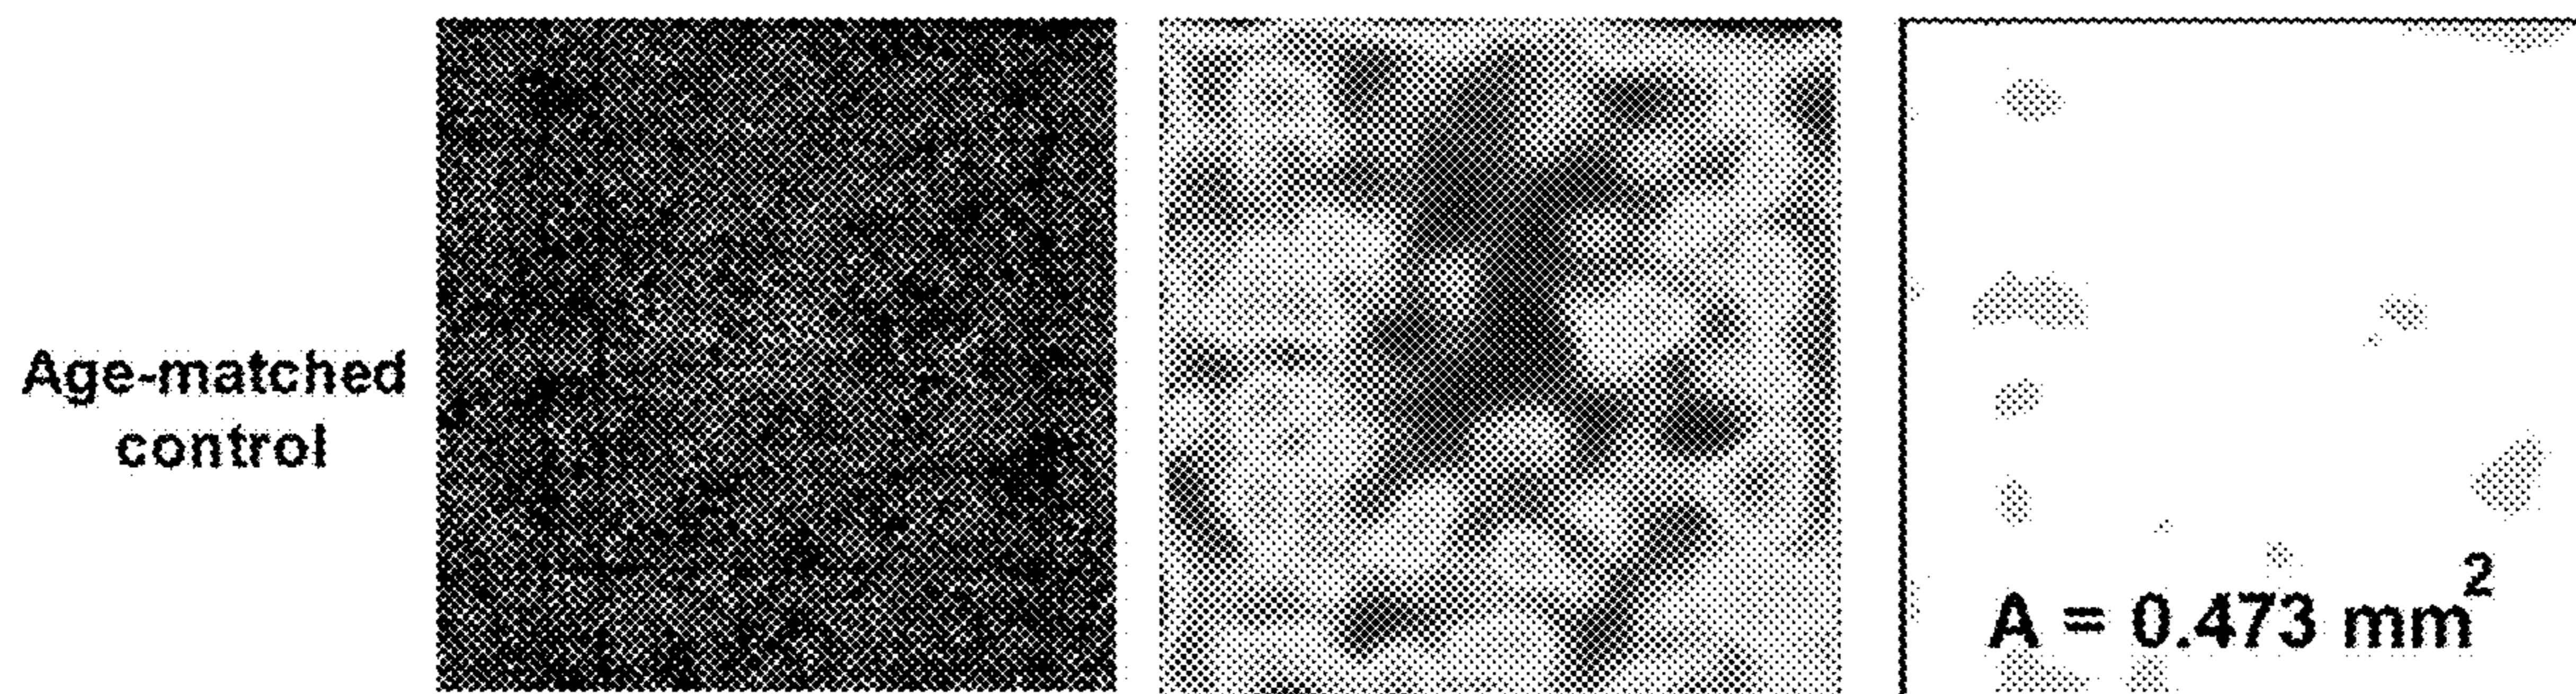 Age-matched
control
A = 0.473 mm²